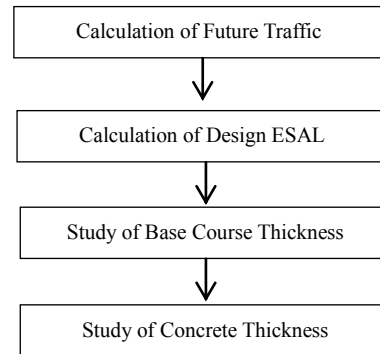 Calculation of Future Traffic
Calculation of Design ESAL
Study of Base Course Thickness
Study of Concrete Thickness